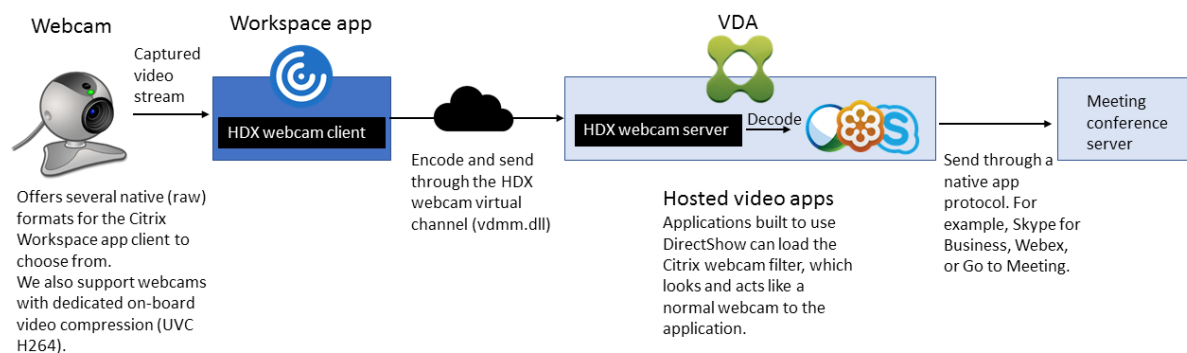 Webcam
Captured
video
stream
Workspace app
HDX webcam client
VDA
HDX webcam server
Decode
S
Meeting
conference
server
Offers several native (raw)
formats for the Citrix
Workspace app client to
choose from.
We also support webcams
with dedicated on-board
video compression (UVC
H264).
Encode and send
through the HDX
webcam virtual
channel (vdmm.dll)
Hosted video apps
Applications built to use
DirectShow can load the
Citrix webcam filter, which
looks and acts like a
normal webcam to the
application.
Send through a
native app
protocol. For
example, Skype for
Business, Webex,
or Go to Meeting.